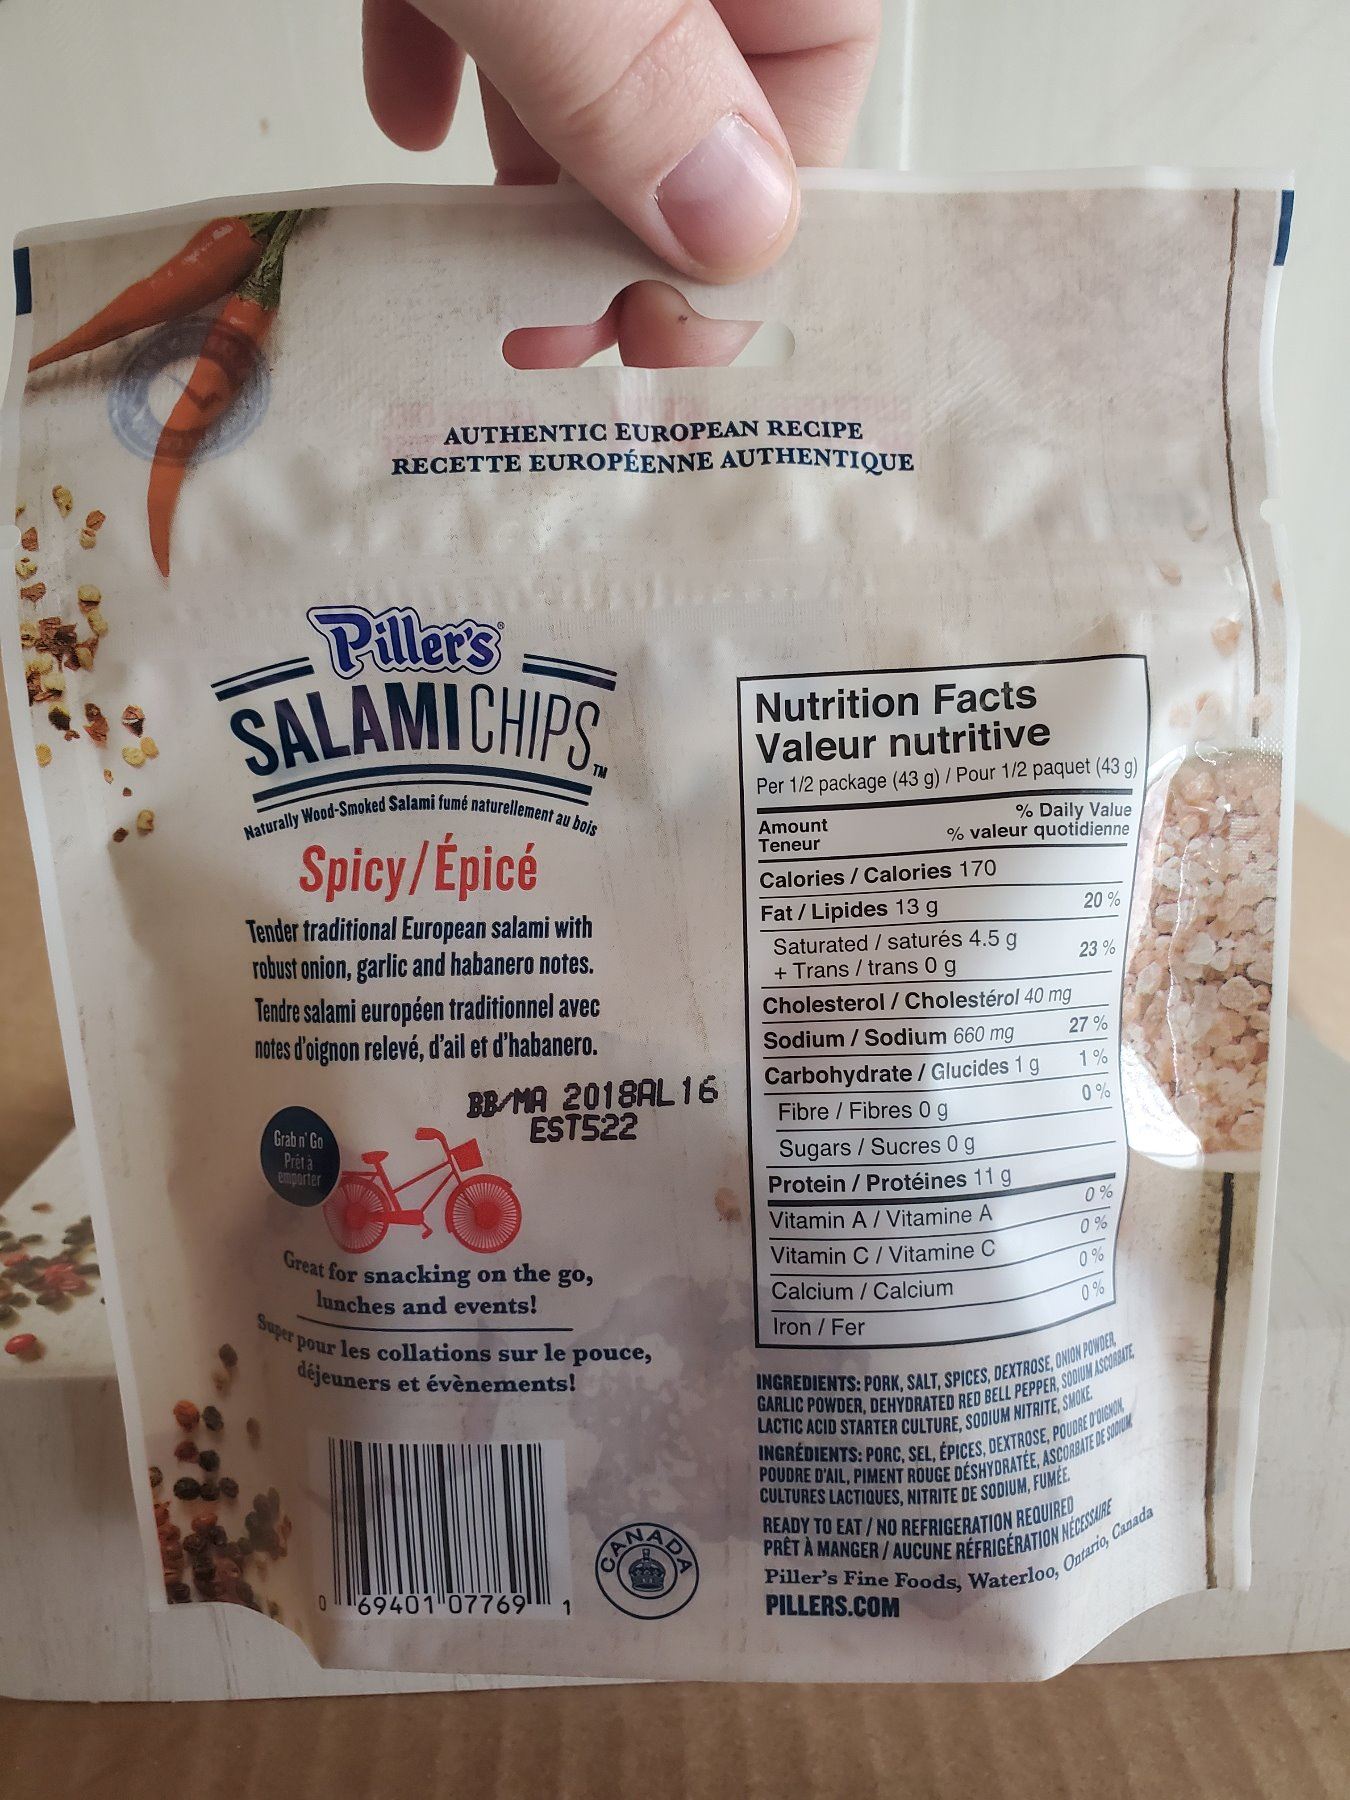 AUTHENTIC EUROPEAN RECIPE
RECETTE EUROPÉENNE AUTHENTIQUE
Piller's®
SALAMI CHIPS™
Naturally Wood-Smoked Salami fumé naturellement au bois
Spicy/Épicé
Tender traditional European salami with
robust onion, garlic and habanero notes.
Tendre salami européen traditionnel avec
notes d'oignon relevé, d'ail et d'habanero.
BB/MA 2018AL16
EST522
Grab n' Go
Prêt à
emporter
Great for snacking on the go,
lunches and events!
Super pour les collations sur le pouce,
déjeuners et évènements!
0 69401 07769 1
CANADA
Nutrition Facts
Valeur nutritive
Per 1/2 package (43 g) / Pour 1/2 paquet (43 g)
Amount % Daily Value
Teneur % valeur quotidienne
Calories / Calories 170
Fat / Lipides 13 g 20 %
Saturated / saturés 4.5 g
+ Trans / trans 0 g 23 %
Cholesterol / Cholestérol 40 mg
Sodium / Sodium 660 mg 27 %
Carbohydrate / Glucides 1 g 1 %
Fibre / Fibres 0 g 0 %
Sugars / Sucres 0 g
Protein / Protéines 11 g
Vitamin A / Vitamine A 0 %
Vitamin C / Vitamine C 0 %
Calcium / Calcium 0 %
Iron / Fer 0 %
INGREDIENTS: PORK, SALT, SPICES, DEXTROSE, ONION POWDER,
GARLIC POWDER, DEHYDRATED RED BELL PEPPER, SODIUM ASCORBATE,
LACTIC ACID STARTER CULTURE, SODIUM NITRITE, SMOKE.
INGRÉDIENTS: PORC, SEL, ÉPICES, DEXTROSE, POUDRE D'OIGNON,
POUDRE D'AIL, PIMENT ROUGE DÉSHYDRATÉE, ASCORBATE DE SODIUM,
CULTURES LACTIQUES, NITRITE DE SODIUM, FUMÉE.
READY TO EAT / NO REFRIGERATION REQUIRED
PRÊT À MANGER / AUCUNE RÉFRIGÉRATION NÉCESSAIRE
Piller's Fine Foods, Waterloo, Ontario, Canada
PILLERS.COM